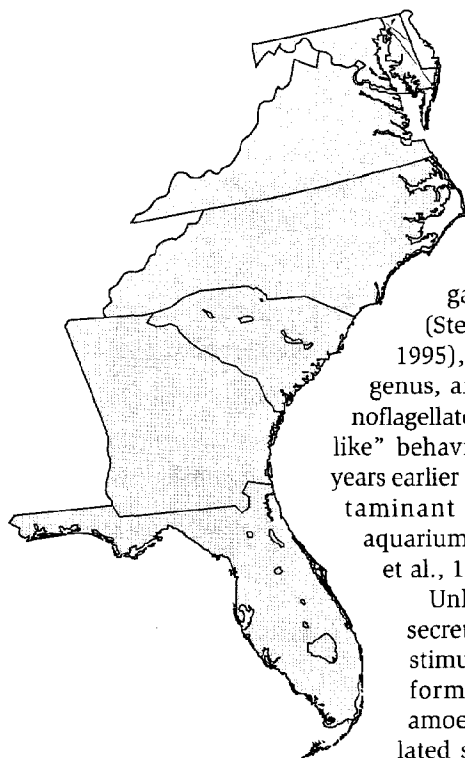 ga
(Ste
1995),
genus, a
noflagellate
like” behavi
years earlier
taminant
aquarium
et al., 1
Unl
secret
stimu
form
amoe
lated s